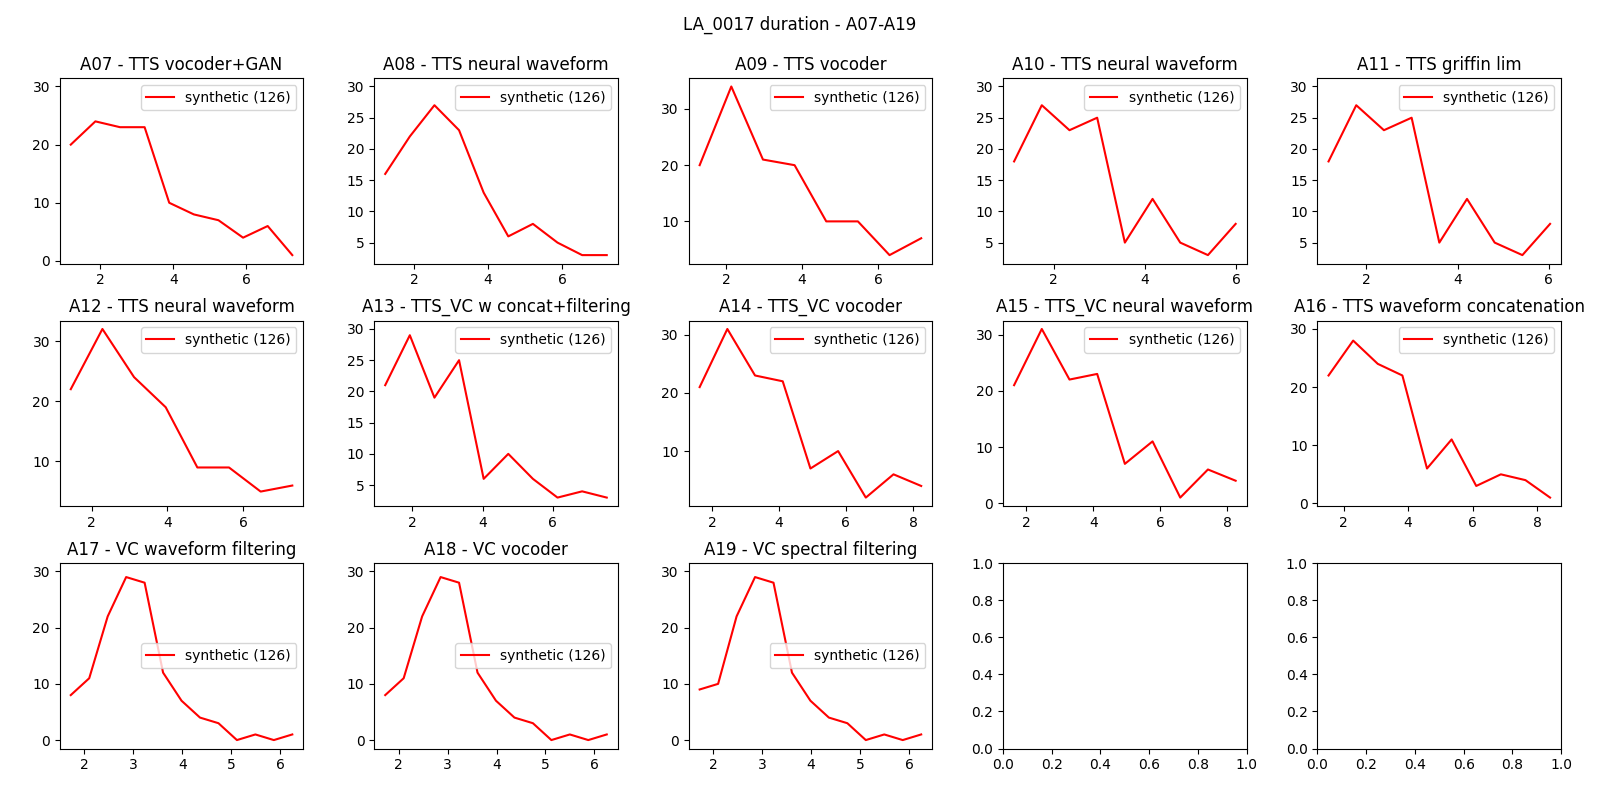 LA_0017 duration - A07-A19
A07 - TTS vocoder+GAN
synthetic (126)
30
20
10
0
2 4 6
A08 - TTS neural waveform
synthetic (126)
30
25
20
15
10
5
2 4 6
A09 - TTS vocoder
synthetic (126)
30
20
10
2 4 6
A10 - TTS neural waveform
synthetic (126)
30
25
20
15
10
5
2 4 6
A11 - TTS griffin lim
synthetic (126)
30
25
20
15
10
5
2 4 6
A12 - TTS neural waveform
synthetic (126)
30
20
10
2 4 6
A13 - TTS_VC w concat+filtering
synthetic (126)
30
25
20
15
10
5
2 4 6
A14 - TTS_VC vocoder
synthetic (126)
30
20
10
2 4 6 8
A15 - TTS_VC neural waveform
synthetic (126)
30
20
10
0
2 4 6 8
A16 - TTS waveform concatenation
synthetic (126)
30
20
10
0
2 4 6 8
A17 - VC waveform filtering
30
20
synthetic (126)
10
0
2 3 4 5 6
A18 - VC vocoder
30
20
synthetic (126)
10
0
2 3 4 5 6
A19 - VC spectral filtering
30
20
synthetic (126)
10
0
2 3 4 5 6
1.0
0.8
0.6
0.4
0.2
0.0
0.0 0.2 0.4 0.6 0.8 1.0
1.0
0.8
0.6
0.4
0.2
0.0
0.0 0.2 0.4 0.6 0.8 1.0